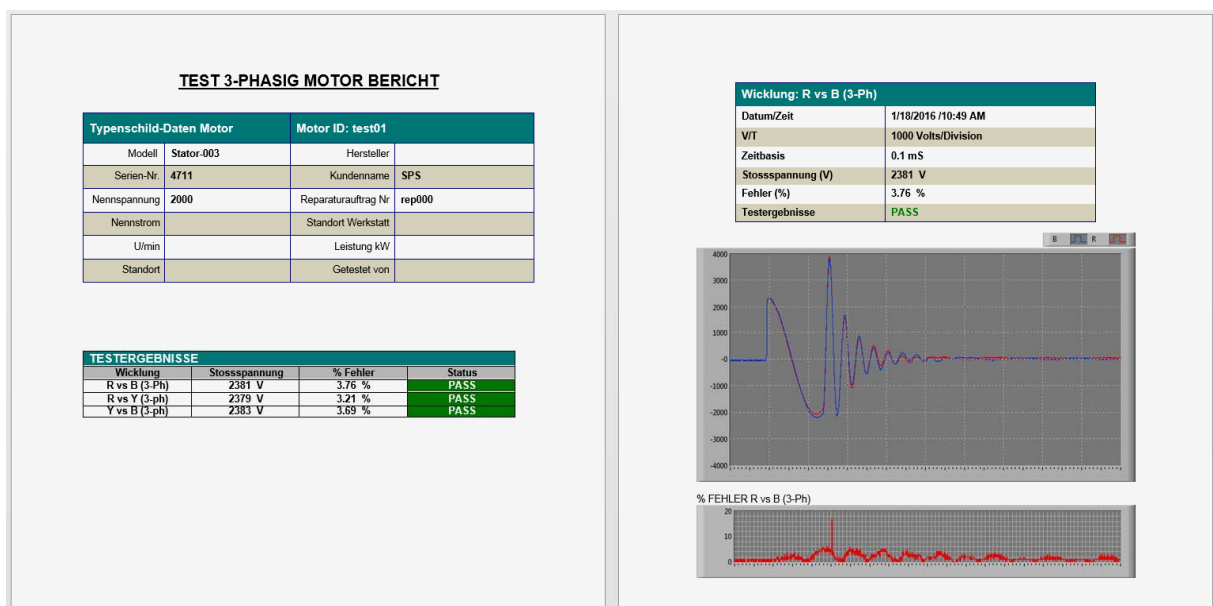 TEST 3-PHASIG MOTOR BERICHT
Typenschild-Daten Motor Motor ID: test01
Modell Stator-003 Hersteller
Serien-Nr. 4711 Kundenname SPS
Nennspannung 2000 Reparaturauftrag Nr rep000
Nennstrom Standort Werkstatt
U/min Leistung kW
Standort Getestet von
TESTERGEBNISSE
Wicklung Stossspannung % Fehler Status
R vs B (3-Ph) 2381 V 3.76 % PASS
R vs Y (3-ph) 2379 V 3.21 % PASS
Y vs B (3-ph) 2383 V 3.69 % PASS
Wicklung: R vs B (3-Ph)
Datum/Zeit 1/18/2016 /10:49 AM
V/T 1000 Volts/Division
Zeitbasis 0.1 mS
Stossspannung (V) 2381 V
Fehler (%) 3.76 %
Testergebnisse PASS
B R
4000
3000
2000
1000
-0
-1000
-2000
-3000
-4000
% FEHLER R vs B (3-Ph)
20
10
0